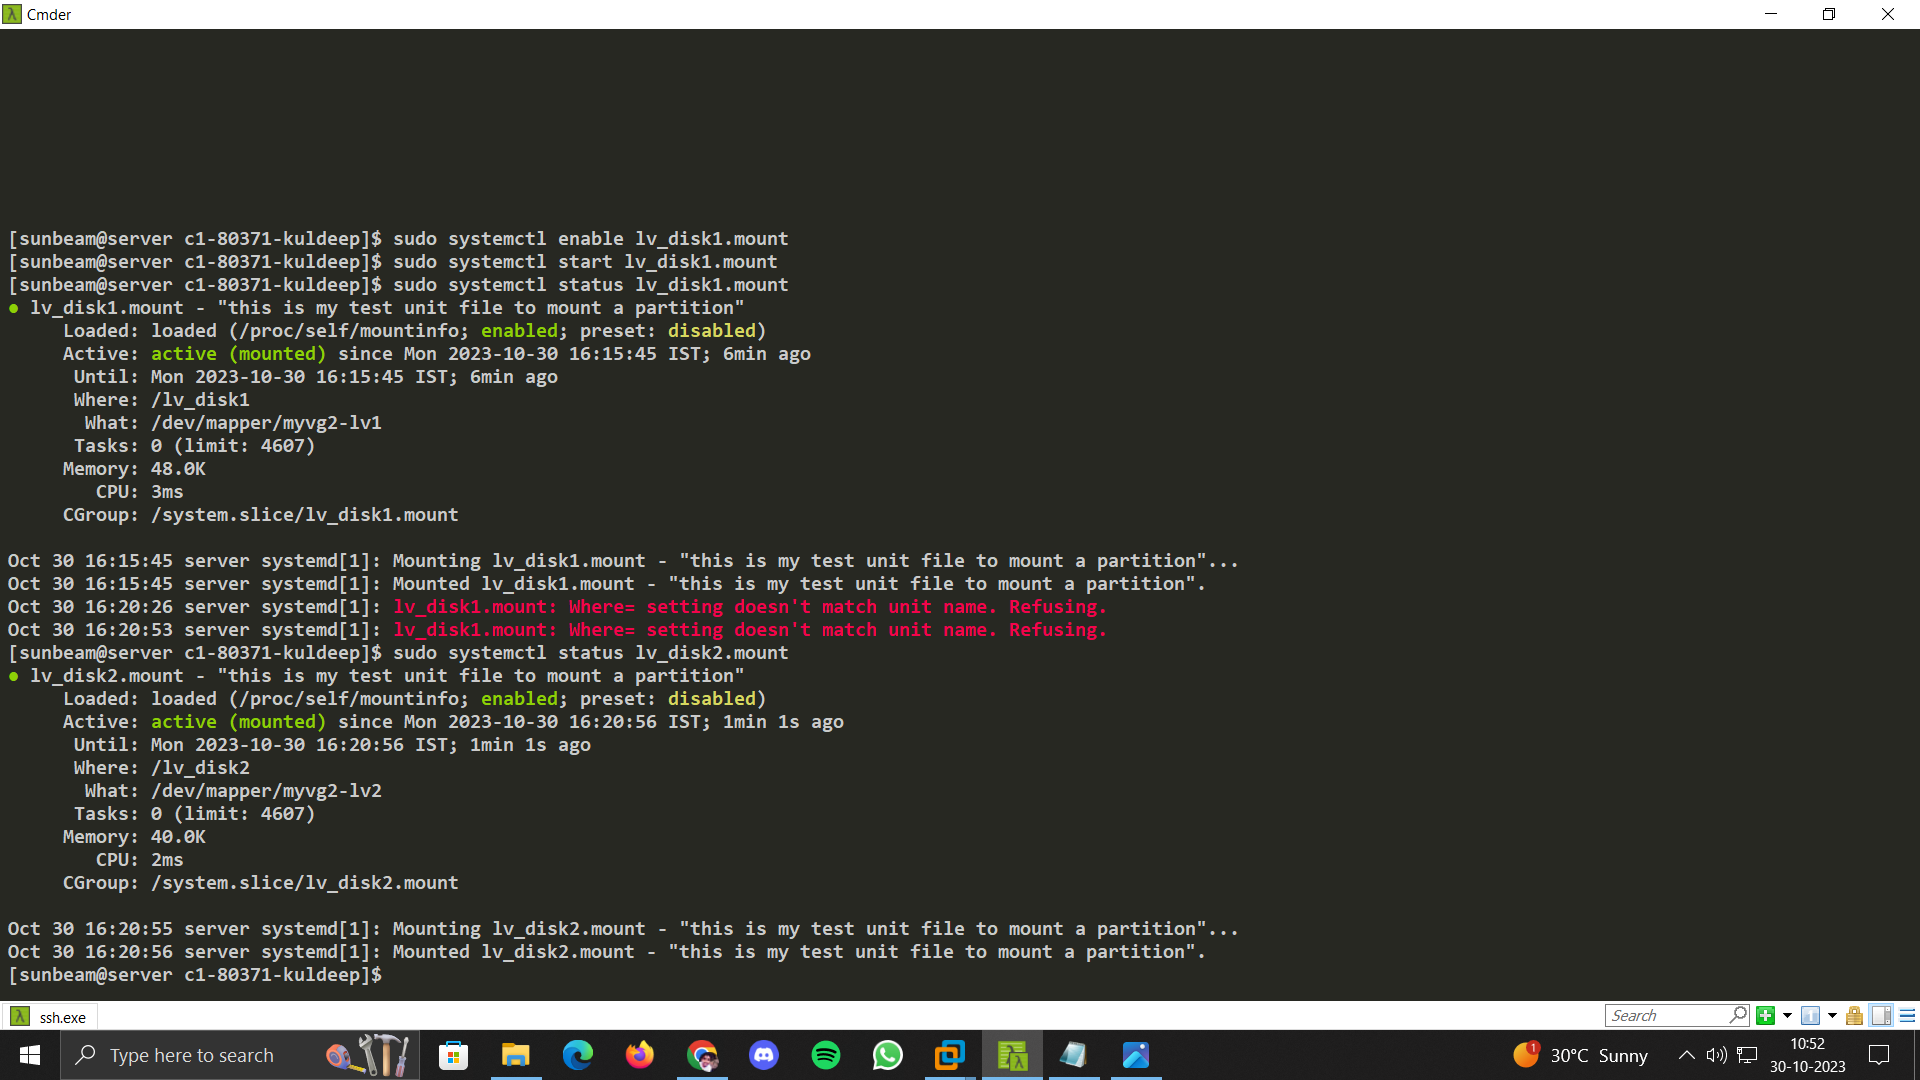 Cmder
[sunbeam@server c1-80371-kuldeep]$ sudo systemctl enable lv_disk1.mount
[sunbeam@server c1-80371-kuldeep]$ sudo systemctl start lv_disk1.mount
[sunbeam@server c1-80371-kuldeep]$ sudo systemctl status lv_disk1.mount
● lv_disk1.mount - "this is my test unit file to mount a partition"
     Loaded: loaded (/proc/self/mountinfo; enabled; preset: disabled)
     Active: active (mounted) since Mon 2023-10-30 16:15:45 IST; 6min ago
      Until: Mon 2023-10-30 16:15:45 IST; 6min ago
      Where: /lv_disk1
       What: /dev/mapper/myvg2-lv1
      Tasks: 0 (limit: 4607)
     Memory: 48.0K
        CPU: 3ms
     CGroup: /system.slice/lv_disk1.mount
Oct 30 16:15:45 server systemd[1]: Mounting lv_disk1.mount - "this is my test unit file to mount a partition"...
Oct 30 16:15:45 server systemd[1]: Mounted lv_disk1.mount - "this is my test unit file to mount a partition".
Oct 30 16:20:26 server systemd[1]: lv_disk1.mount: Where= setting doesn't match unit name. Refusing.
Oct 30 16:20:53 server systemd[1]: lv_disk1.mount: Where= setting doesn't match unit name. Refusing.
[sunbeam@server c1-80371-kuldeep]$ sudo systemctl status lv_disk2.mount
● lv_disk2.mount - "this is my test unit file to mount a partition"
     Loaded: loaded (/proc/self/mountinfo; enabled; preset: disabled)
     Active: active (mounted) since Mon 2023-10-30 16:20:56 IST; 1min 1s ago
      Until: Mon 2023-10-30 16:20:56 IST; 1min 1s ago
      Where: /lv_disk2
       What: /dev/mapper/myvg2-lv2
      Tasks: 0 (limit: 4607)
     Memory: 40.0K
        CPU: 2ms
     CGroup: /system.slice/lv_disk2.mount
Oct 30 16:20:55 server systemd[1]: Mounting lv_disk2.mount - "this is my test unit file to mount a partition"...
Oct 30 16:20:56 server systemd[1]: Mounted lv_disk2.mount - "this is my test unit file to mount a partition".
[sunbeam@server c1-80371-kuldeep]$
ssh.exe
Search
Type here to search
1
30°C Sunny
10:52
30-10-2023